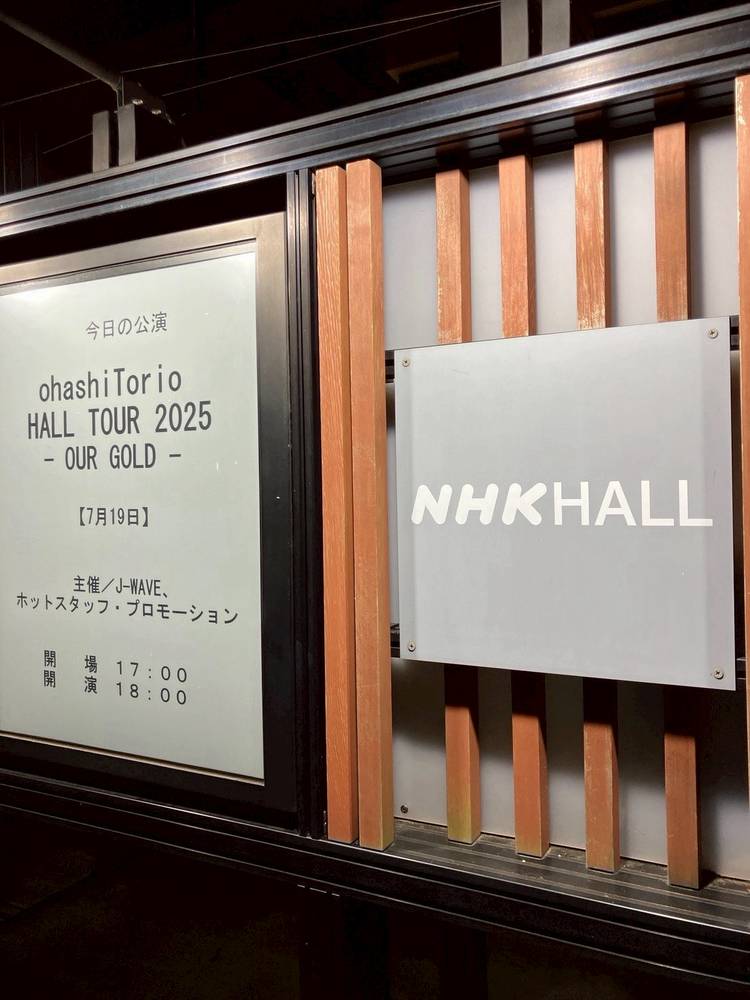 今日の公演
ohashiTorio
HALL TOUR 2025
- OUR GOLD -
【7月19日】
主催／J-WAVE、
ホットスタッフ・プロモーション
開　場 17：00
開　演 18：00
NHKHALL